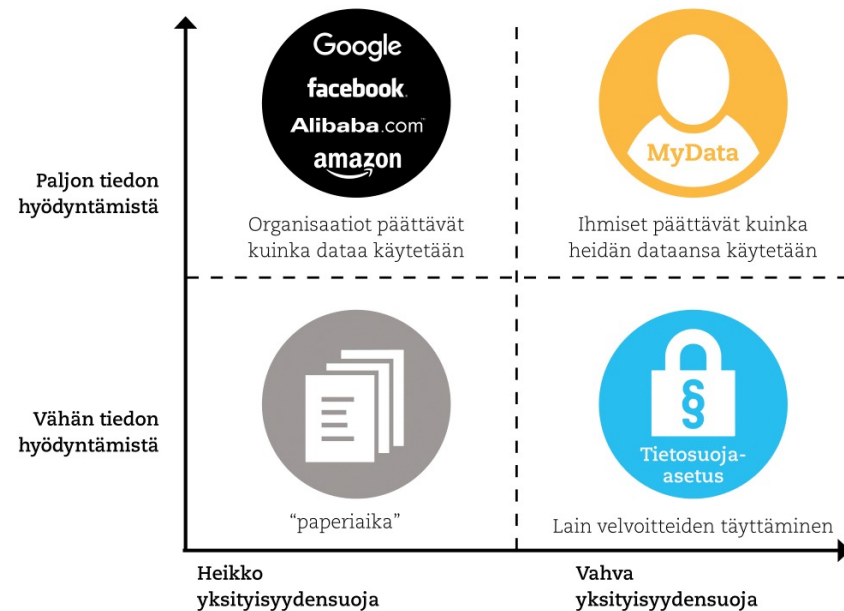 Paljon tiedon
hyödyntämistä
Google
facebook
Alibaba.com
amazon
Organisaatiot päättävät
kuinka dataa käytetään
MyData
Ihmiset päättävät kuinka
heidän dataansa käytetään
Vähän tiedon
hyödyntämistä
“paperiaika”
§
Tietosuoja-
asetus
Lain velvoitteiden täyttäminen
Heikko
yksityisyydensuoja
Vahva
yksityisyydensuoja